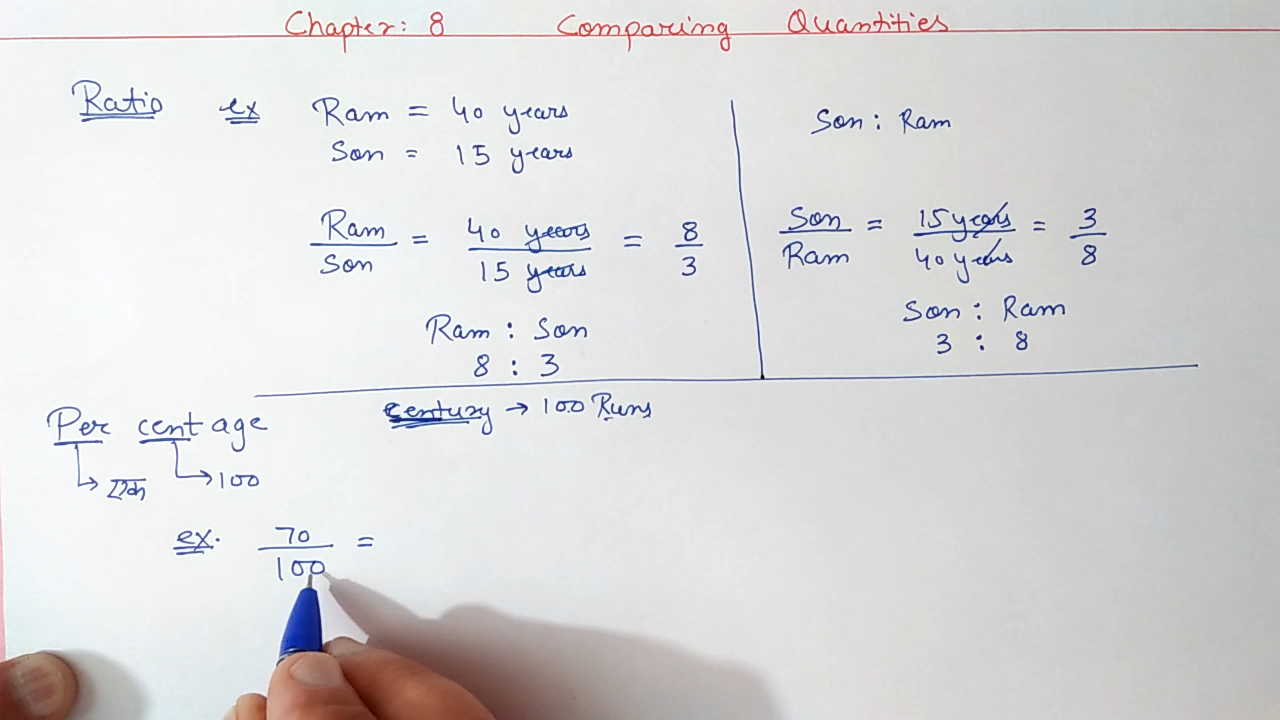 Chapter: 8 Comparing Quantities
Ratio ex Ram = 40 years
Son = 15 years
Ram/Son = 40 years/15 years = 8/3
Ram : Son
8 : 3
Son : Ram
Son/Ram = 15 years/40 years = 3/8
Son : Ram
3 : 8
Per cent age
→ एक → 100
century → 100 Runs
ex. 70/100 =